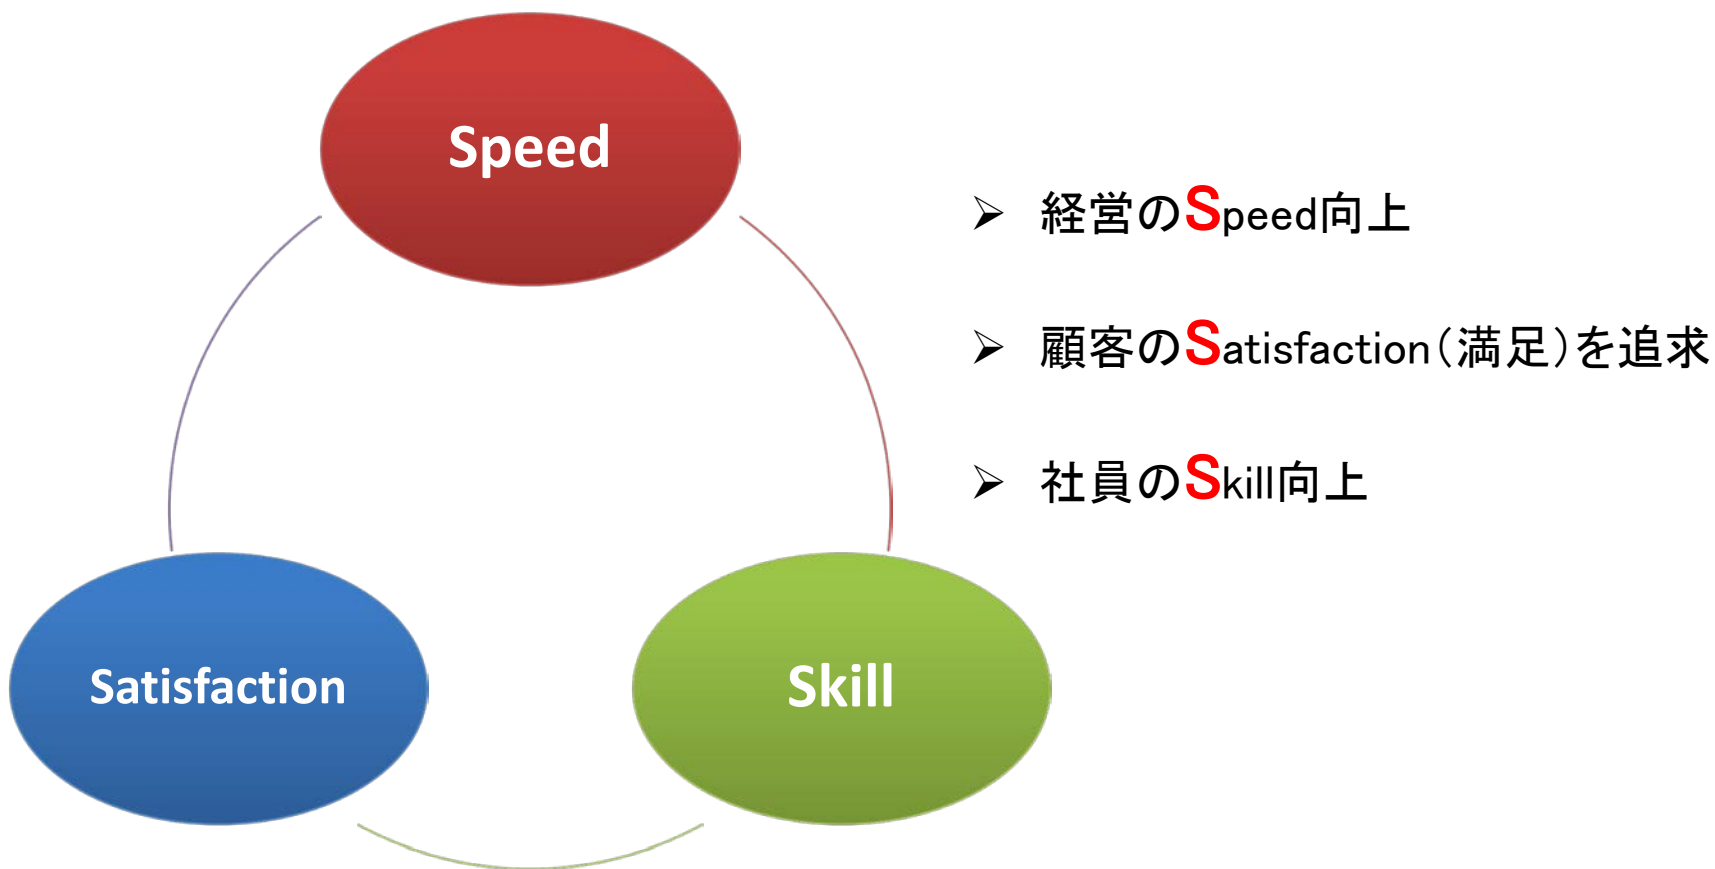 Speed
Satisfaction
Skill
➢ 経営のSpeed向上
➢ 顧客のSatisfaction(満足)を追求
➢ 社員のSkill向上